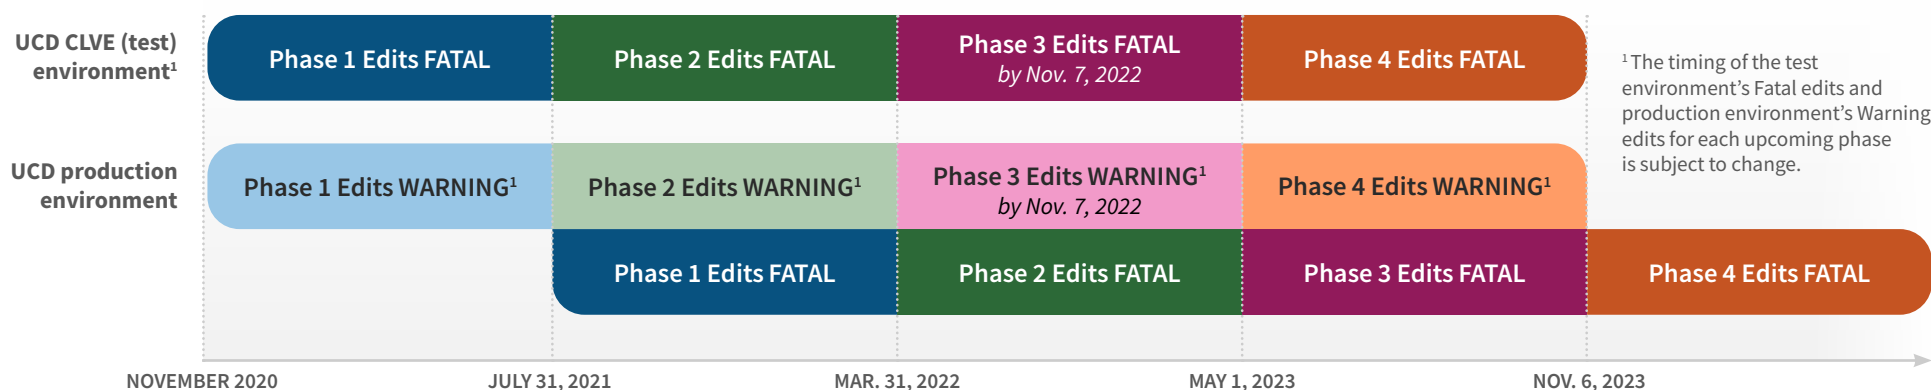 UCD CLVE (test)
environment¹
Phase 1 Edits FATAL
Phase 2 Edits FATAL
Phase 3 Edits FATAL
by Nov. 7, 2022
Phase 4 Edits FATAL
¹ The timing of the test
environment’s Fatal edits and
production environment’s Warning
edits for each upcoming phase
is subject to change.
UCD production
environment
Phase 1 Edits WARNING¹
Phase 2 Edits WARNING¹
Phase 3 Edits WARNING¹
by Nov. 7, 2022
Phase 4 Edits WARNING¹
Phase 1 Edits FATAL
Phase 2 Edits FATAL
Phase 3 Edits FATAL
Phase 4 Edits FATAL
NOVEMBER 2020
JULY 31, 2021
MAR. 31, 2022
MAY 1, 2023
NOV. 6, 2023